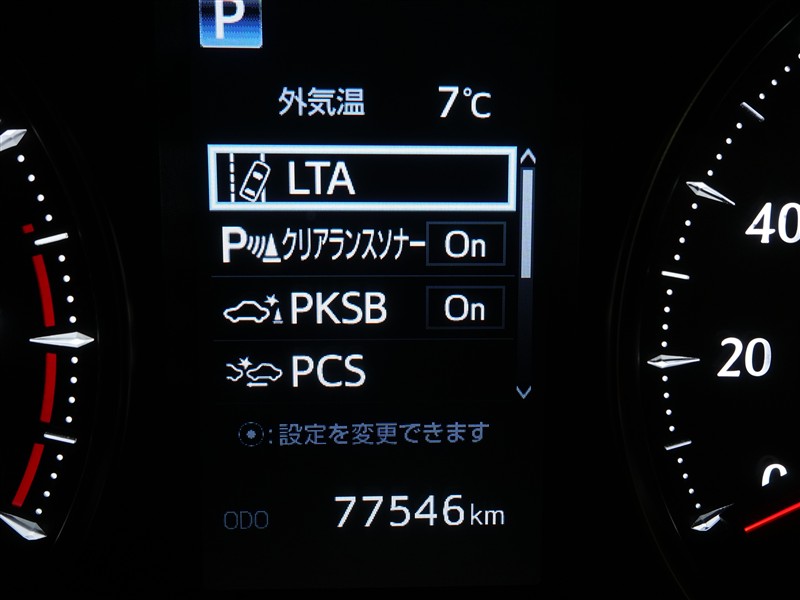 P
外気温 7℃
LTA
P クリアランスソナー On
PKSB On
PCS
:設定を変更できます
ODO 77546km
40
20
0